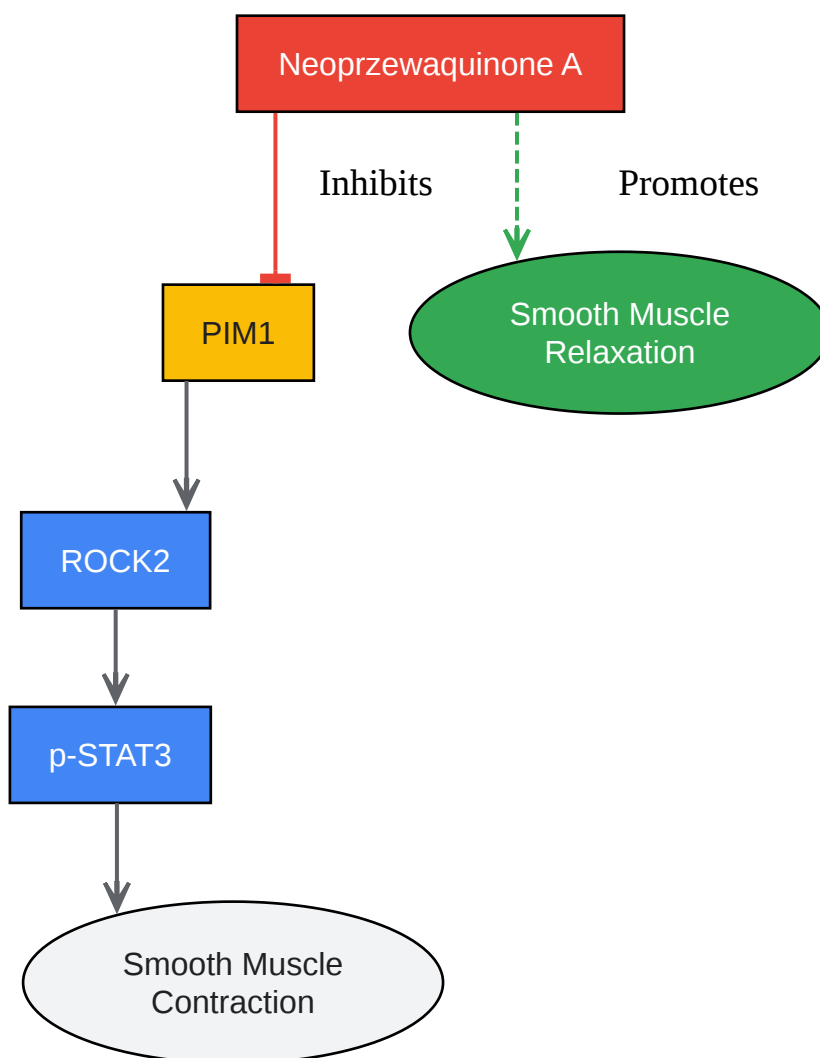 Neoprzewaquinone A
Inhibits
Promotes
PIM1
Smooth Muscle
Relaxation
ROCK2
p-STAT3
Smooth Muscle
Contraction